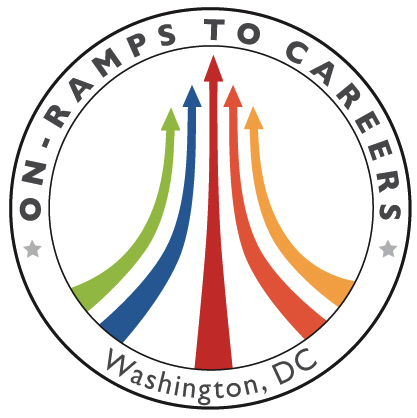 ON-RAMPS TO CAREERS
Washington, DC